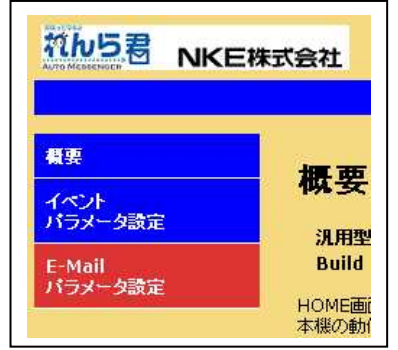 れんら君
AUTO MESSENGER
NKE株式会社
概要
イベント
パラメータ設定
E-Mail
パラメータ設定
概要
汎用型
Build
HOME画
本機の動